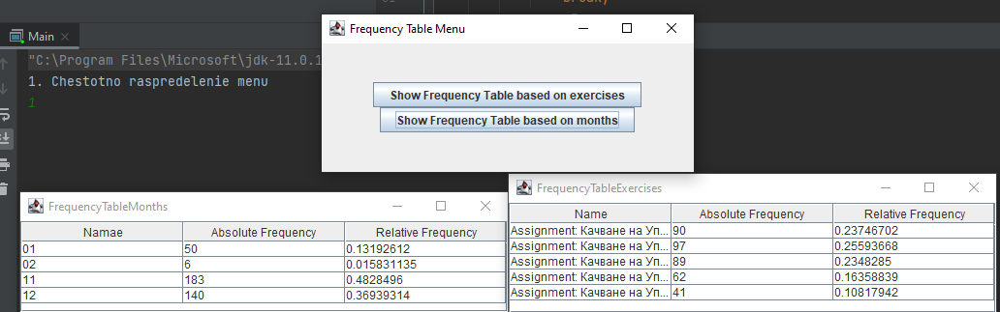 break;
Main
"C:\Program Files\Microsoft\jdk-11.0.1
1. Chestotno raspredelenie menu
1
Frequency Table Menu
Show Frequency Table based on exercises
Show Frequency Table based on months
FrequencyTableMonths
Namae Absolute Frequency Relative Frequency
01 50 0.13192612
02 6 0.015831135
11 183 0.4828496
12 140 0.36939314
FrequencyTableExercises
Name Absolute Frequency Relative Frequency
Assignment: Качване на Уп... 90 0.23746702
Assignment: Качване на Уп... 97 0.25593668
Assignment: Качване на Уп... 89 0.2348285
Assignment: Качване на Уп... 62 0.16358839
Assignment: Качване на Уп... 41 0.10817942